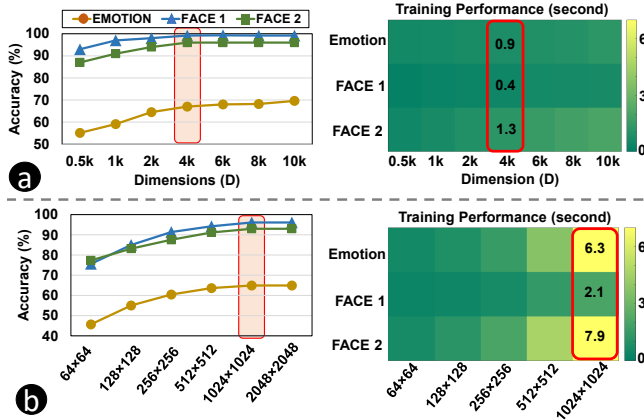 EMOTION FACE 1 FACE 2
Accuracy (%)
100
90
80
70
60
50
0.5k 1k 2k 4k 6k 8k 10k
Dimensions (D)
a
Training Performance (second)
Emotion
FACE 1
FACE 2
0.9
0.4
1.3
0.5k 1k 2k 4k 6k 8k 10k
Dimension (D)
6
0
Accuracy (%)
100
90
80
70
60
50
40
64×64 128×128 256×256 512×512 1024×1024 2048×2048
b
Training Performance (second)
Emotion
FACE 1
FACE 2
6.3
2.1
7.9
64×64 128×128 256×256 512×512 1024×1024
6
0